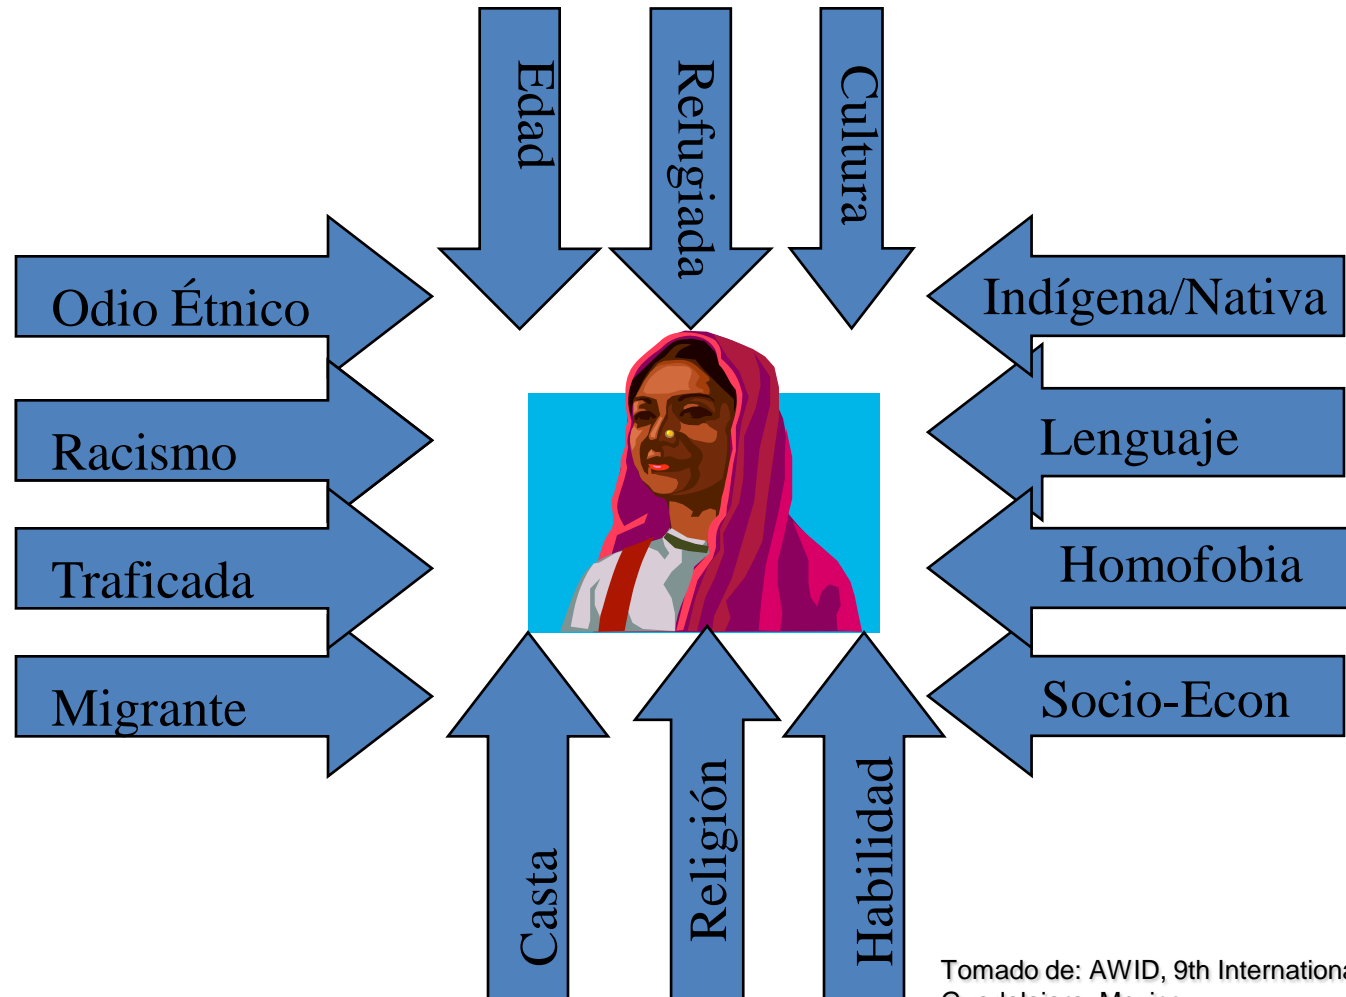 Edad
Refugiada
Cultura
Odio Étnico
Racismo
Traficada
Migrante
Indígena/Nativa
Lenguaje
Homofobia
Socio-Econ
Casta
Religión
Habilidad
Tomado de: AWID, 9th Internationa